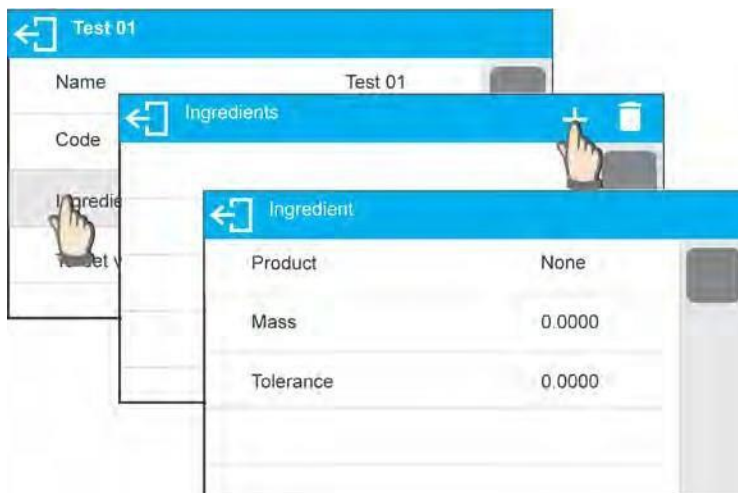 Test 01
Name Test 01
Ingredients
Code
Ingredient
Product None
Mass 0.0000
Tolerance 0.0000